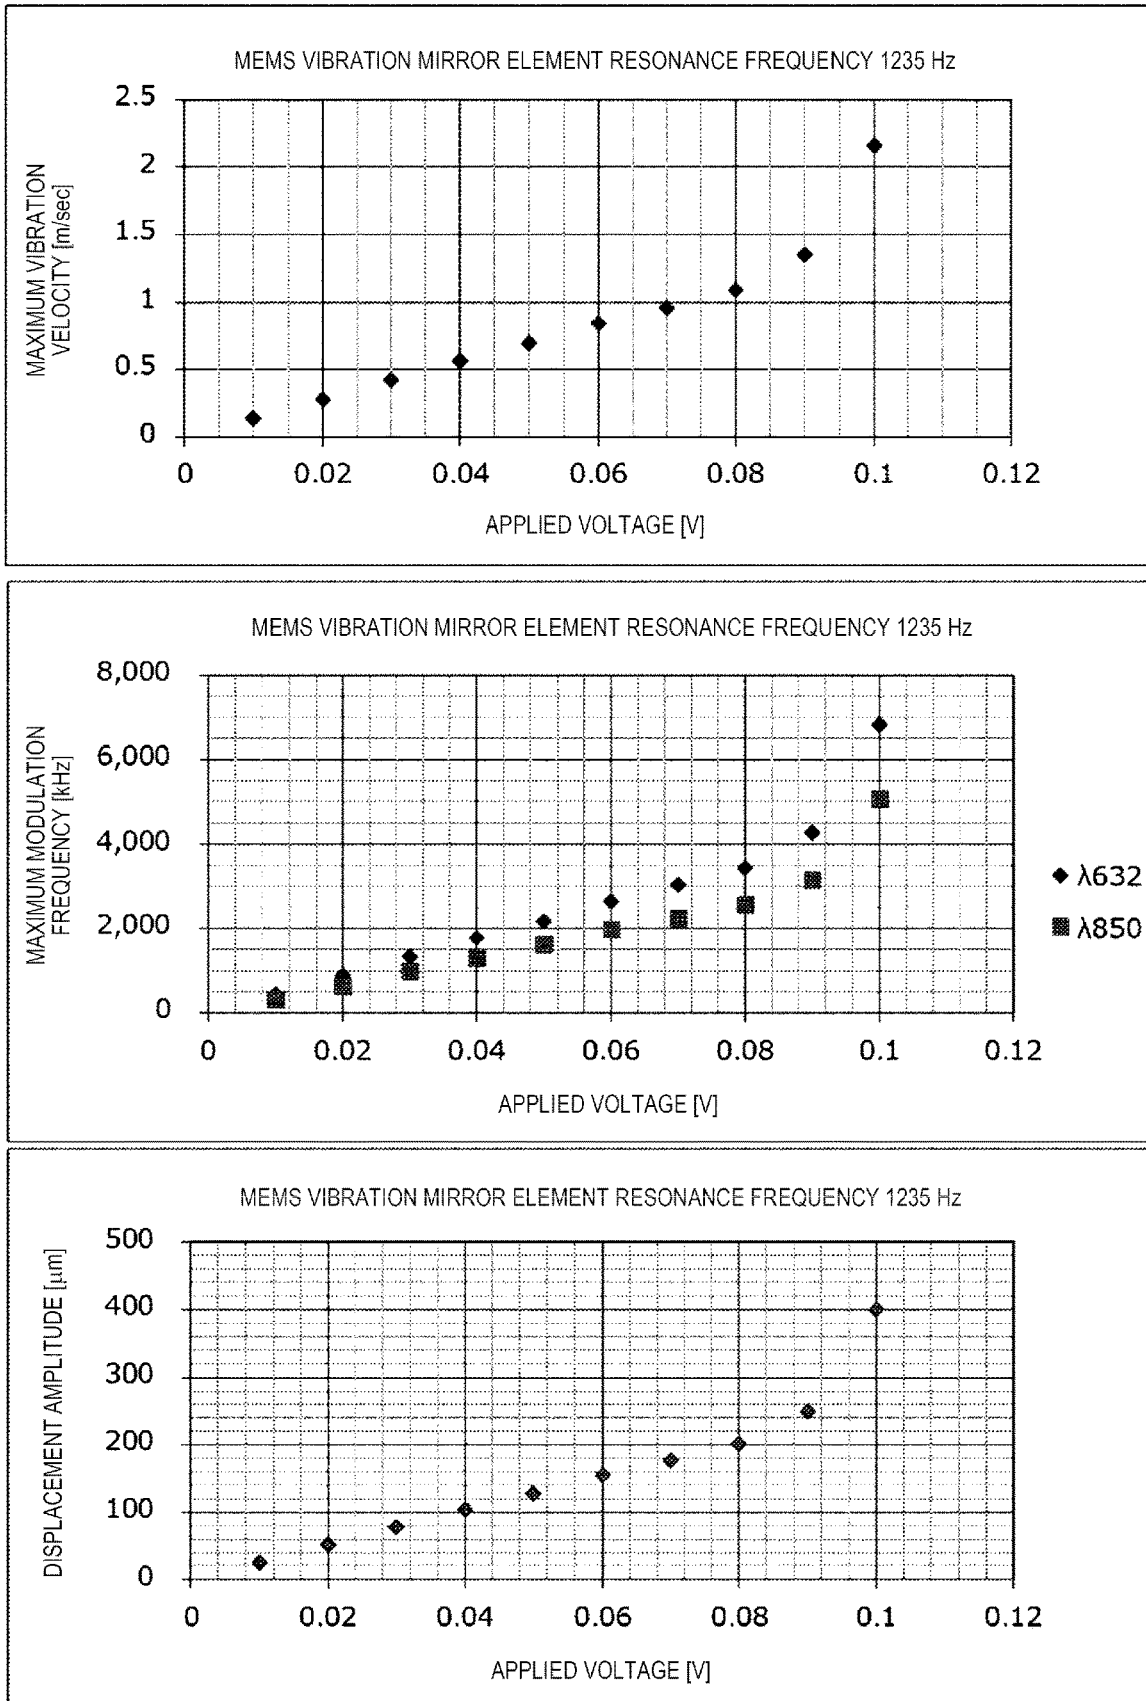 MEMS VIBRATION MIRROR ELEMENT RESONANCE FREQUENCY 1235 Hz
MAXIMUM VIBRATION
VELOCITY [m/sec]
2.5
2
1.5
1
0.5
0
0 0.02 0.04 0.06 0.08 0.1 0.12
APPLIED VOLTAGE [V]
MEMS VIBRATION MIRROR ELEMENT RESONANCE FREQUENCY 1235 Hz
MAXIMUM MODULATION
FREQUENCY [kHz]
8,000
6,000
4,000
2,000
0
0 0.02 0.04 0.06 0.08 0.1 0.12
APPLIED VOLTAGE [V]
λ632
λ850
MEMS VIBRATION MIRROR ELEMENT RESONANCE FREQUENCY 1235 Hz
DISPLACEMENT AMPLITUDE [μm]
500
400
300
200
100
0
0 0.02 0.04 0.06 0.08 0.1 0.12
APPLIED VOLTAGE [V]